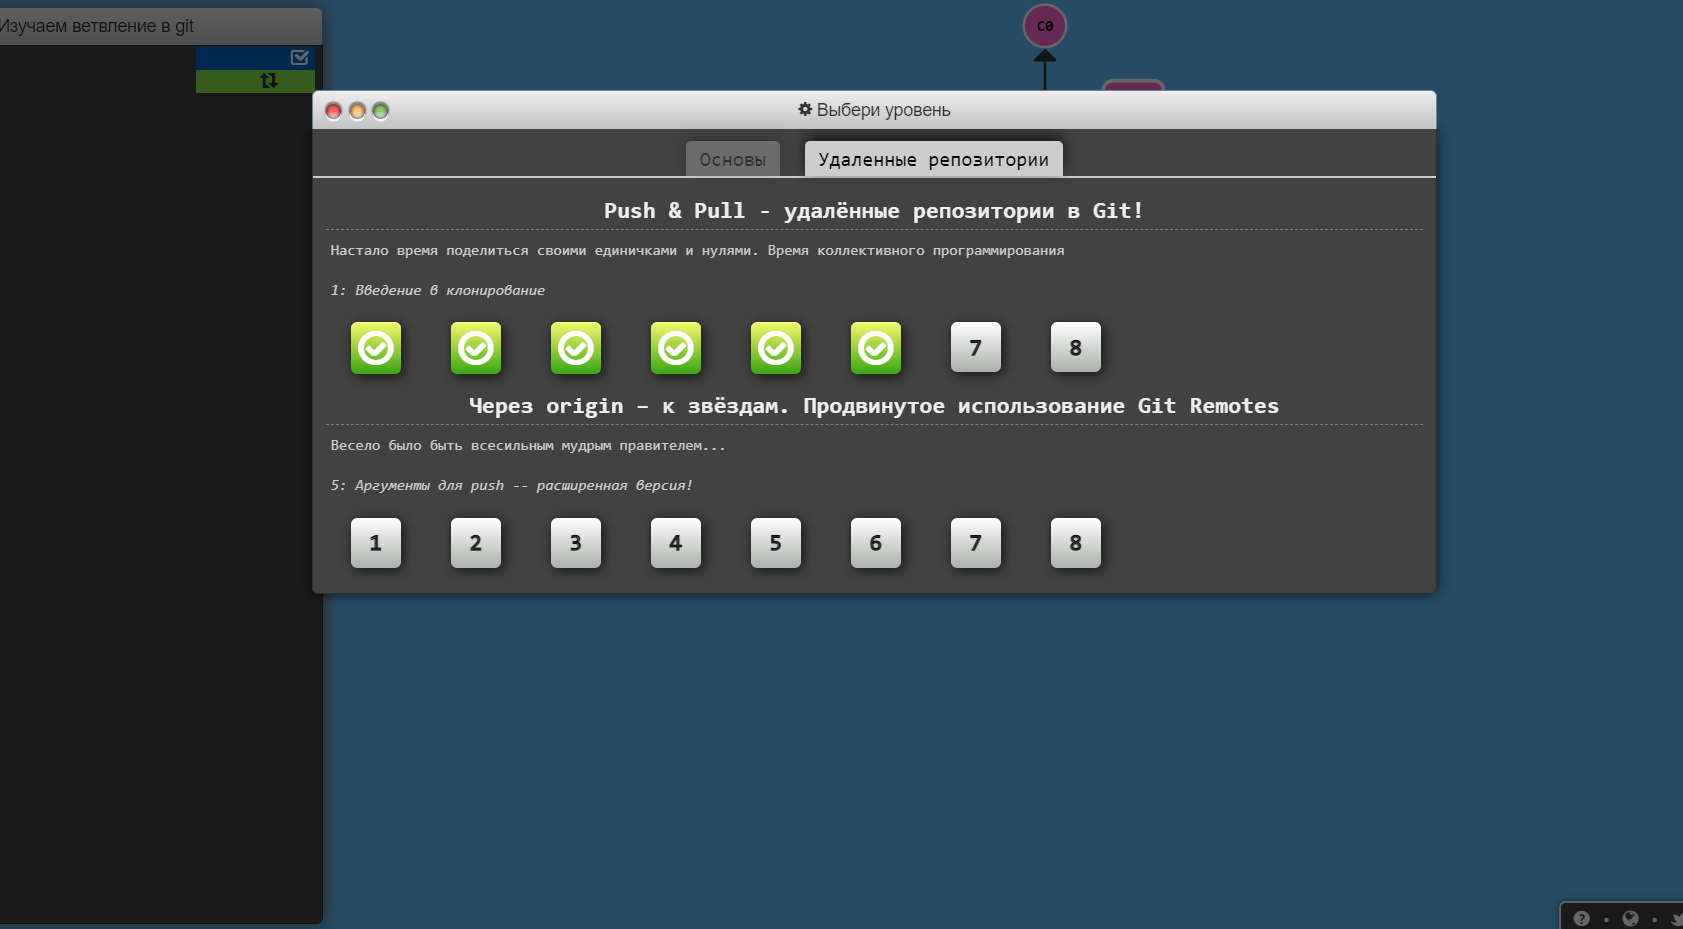 Изучаем ветвление в git
C0
Выбери уровень
Основы
Удаленные репозитории
Push & Pull - удалённые репозитории в Git!
Настало время поделиться своими единичками и нулями. Время коллективного программирования
1: Введение в клонирование
7 8
Через origin – к звёздам. Продвинутое использование Git Remotes
Весело было быть всесильным мудрым правителем...
5: Аргументы для push -- расширенная версия!
1 2 3 4 5 6 7 8